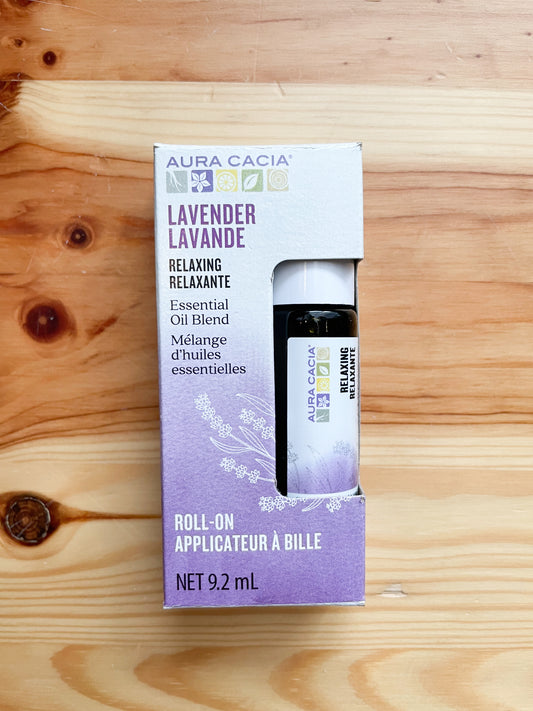 AURA CACIA®
LAVENDER
LAVANDE
RELAXING
RELAXANTE
Essential
Oil Blend
Mélange
d'huiles
essentielles
ROLL-ON
APPLICATEUR À BILLE
NET 9.2 mL
AURA CACIA®
RELAXING
RELAXANTE